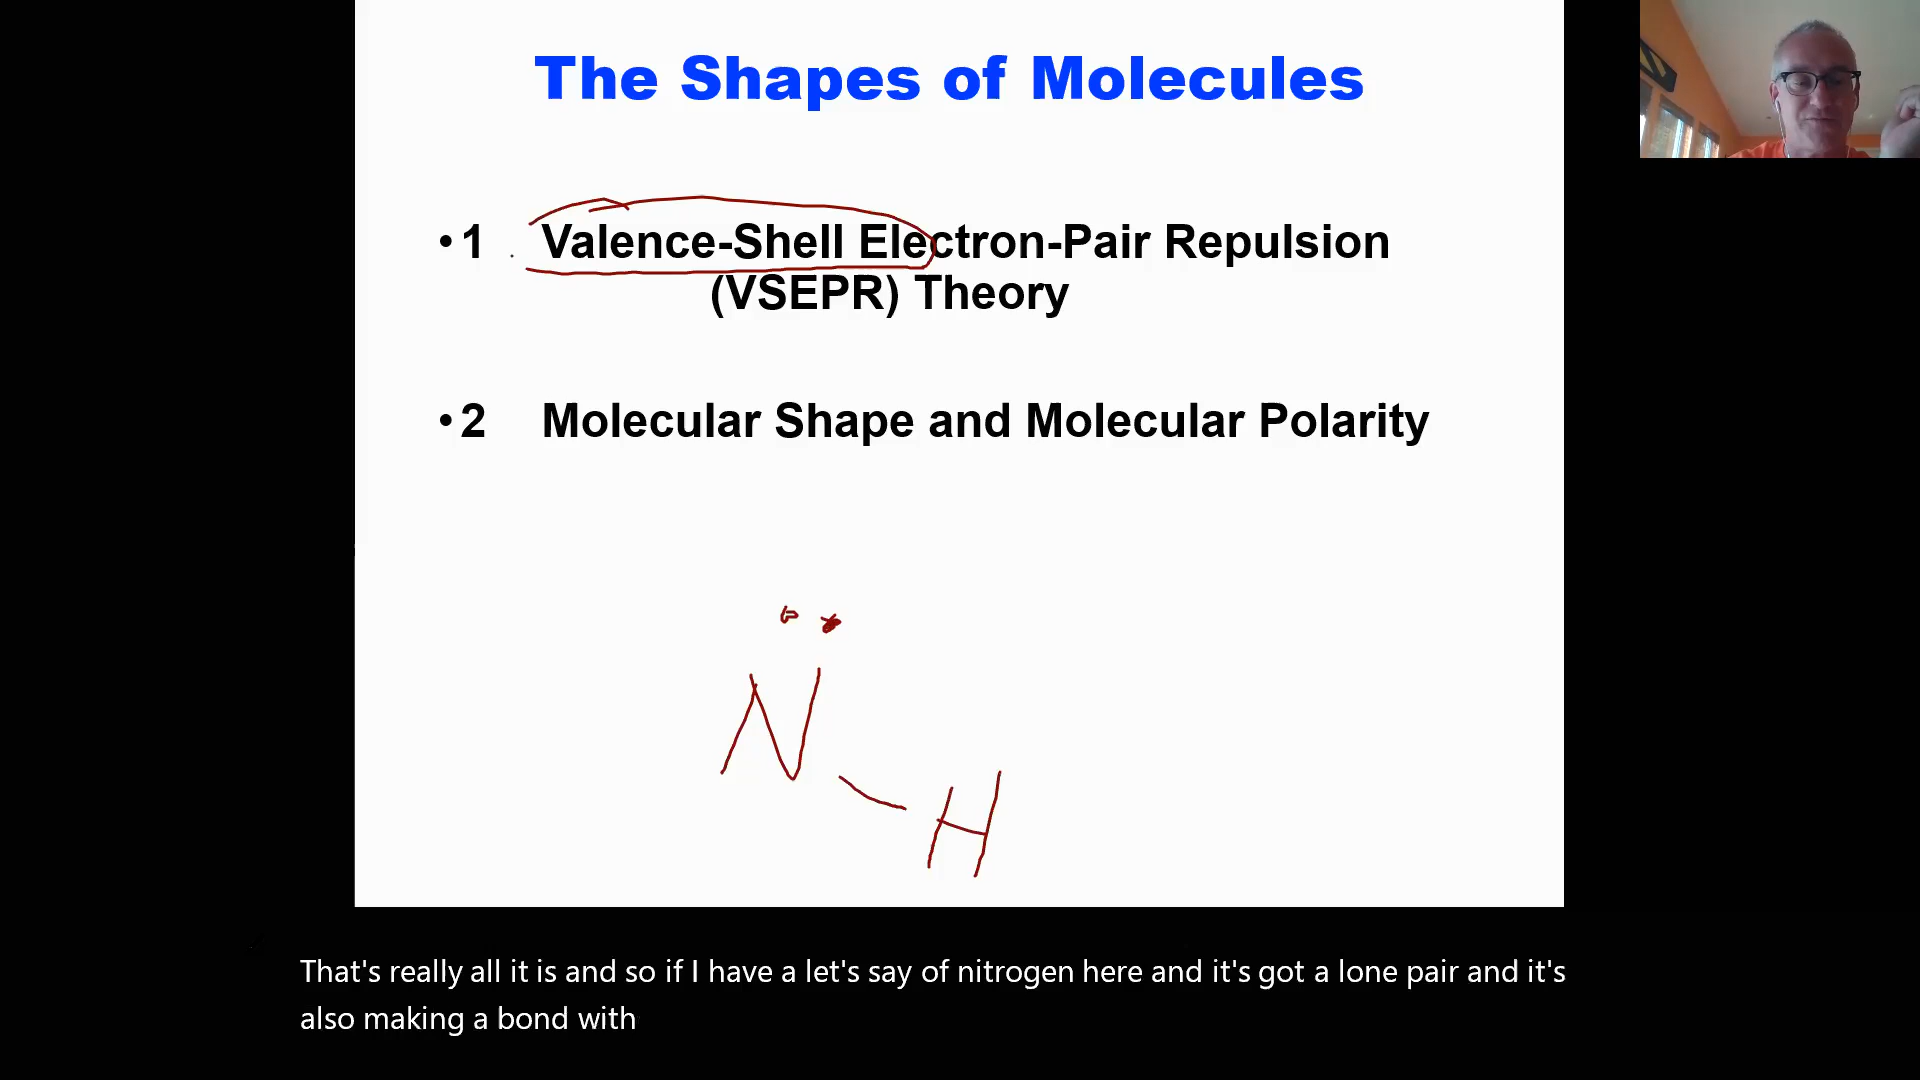 The Shapes of Molecules
•1 Valence-Shell Electron-Pair Repulsion
(VSEPR) Theory
•2 Molecular Shape and Molecular Polarity
N
H
That's really all it is and so if I have a let's say of nitrogen here and it's got a lone pair and it's
also making a bond with